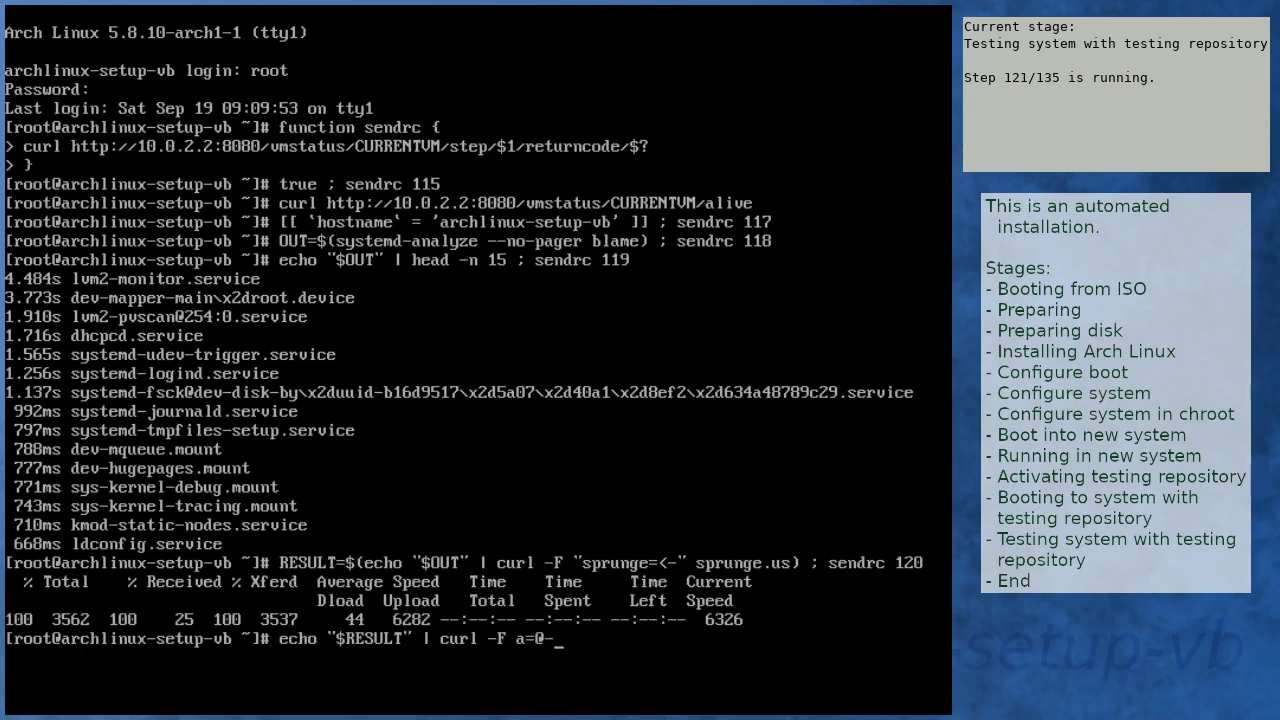 Arch Linux 5.8.10-arch1-1 (tty1)
archlinux-setup-vb login: root
Password:
Last login: Sat Sep 19 09:09:53 on tty1
[root@archlinux-setup-vb ~]# function sendrc {
> curl http://10.0.2.2:8080/vmstatus/CURRENTVM/step/$1/returncode/$?
> }
[root@archlinux-setup-vb ~]# true ; sendrc 115
[root@archlinux-setup-vb ~]# curl http://10.0.2.2:8080/vmstatus/CURRENTVM/alive
[root@archlinux-setup-vb ~]# [[ `hostname` = 'archlinux-setup-vb' ]] ; sendrc 117
[root@archlinux-setup-vb ~]# OUT=$(systemd-analyze --no-pager blame) ; sendrc 118
[root@archlinux-setup-vb ~]# echo "$OUT" | head -n 15 ; sendrc 119
4.484s lvm2-monitor.service
3.773s dev-mapper-main\x2droot.device
1.910s lvm2-pvscan@254:0.service
1.716s dhcpcd.service
1.565s systemd-udev-trigger.service
1.256s systemd-logind.service
1.137s systemd-fsck@dev-disk-by\x2duuid-b16d9517\x2d5a07\x2d40a1\x2d8ef2\x2d634a48789c29.service
992ms systemd-journald.service
797ms systemd-tmpfiles-setup.service
788ms dev-mqueue.mount
777ms dev-hugepages.mount
771ms sys-kernel-debug.mount
743ms sys-kernel-tracing.mount
710ms kmod-static-nodes.service
668ms ldconfig.service
[root@archlinux-setup-vb ~]# RESULT=$(echo "$OUT" | curl -F "sprunge=<-" sprunge.us) ; sendrc 120
% Total    % Received % Xferd  Average Speed   Time    Time     Time  Current
Dload  Upload   Total   Spent    Left  Speed
100  3562  100    25  100  3537     44   6282 --:--:-- --:--:-- --:--:--  6326
[root@archlinux-setup-vb ~]# echo "$RESULT" | curl -F a=@-_
Current stage:
Testing system with testing repository
Step 121/135 is running.
This is an automated
installation.
Stages:
- Booting from ISO
- Preparing
- Preparing disk
- Installing Arch Linux
- Configure boot
- Configure system
- Configure system in chroot
- Boot into new system
- Running in new system
- Activating testing repository
- Booting to system with
testing repository
- Testing system with testing
repository
- End
-setup-vb